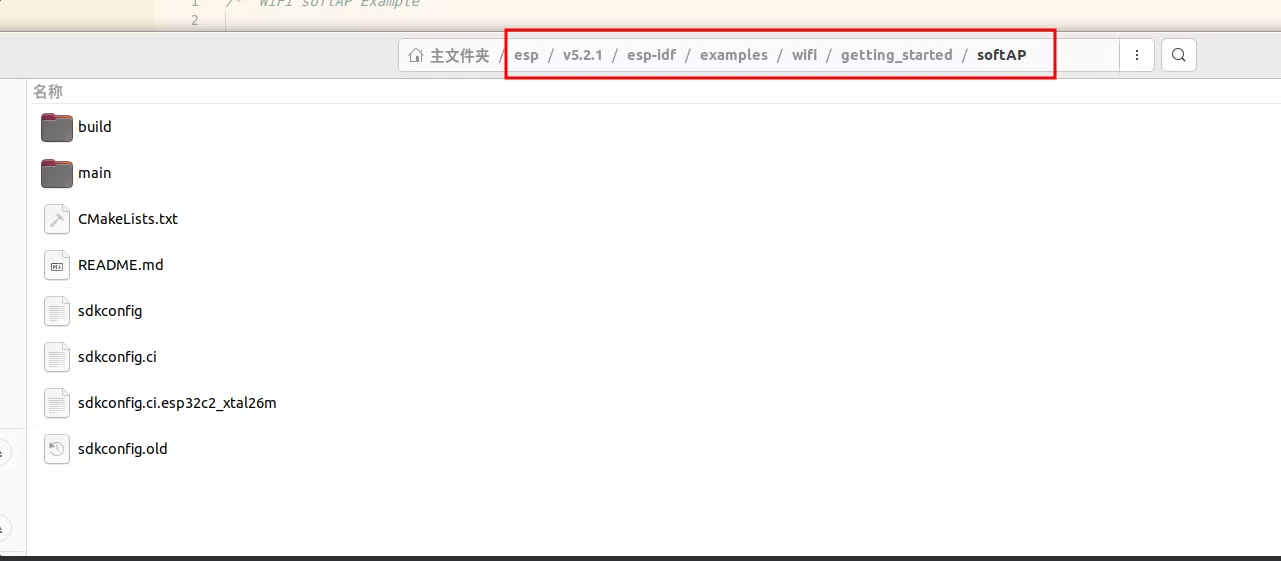 1 /* WiFi softAP Example
2
主文件夹 / esp / v5.2.1 / esp-idf / examples / wifi / getting_started / softAP
名称
build
main
CMakeLists.txt
README.md
sdkconfig
sdkconfig.ci
sdkconfig.ci.esp32c2_xtal26m
sdkconfig.old